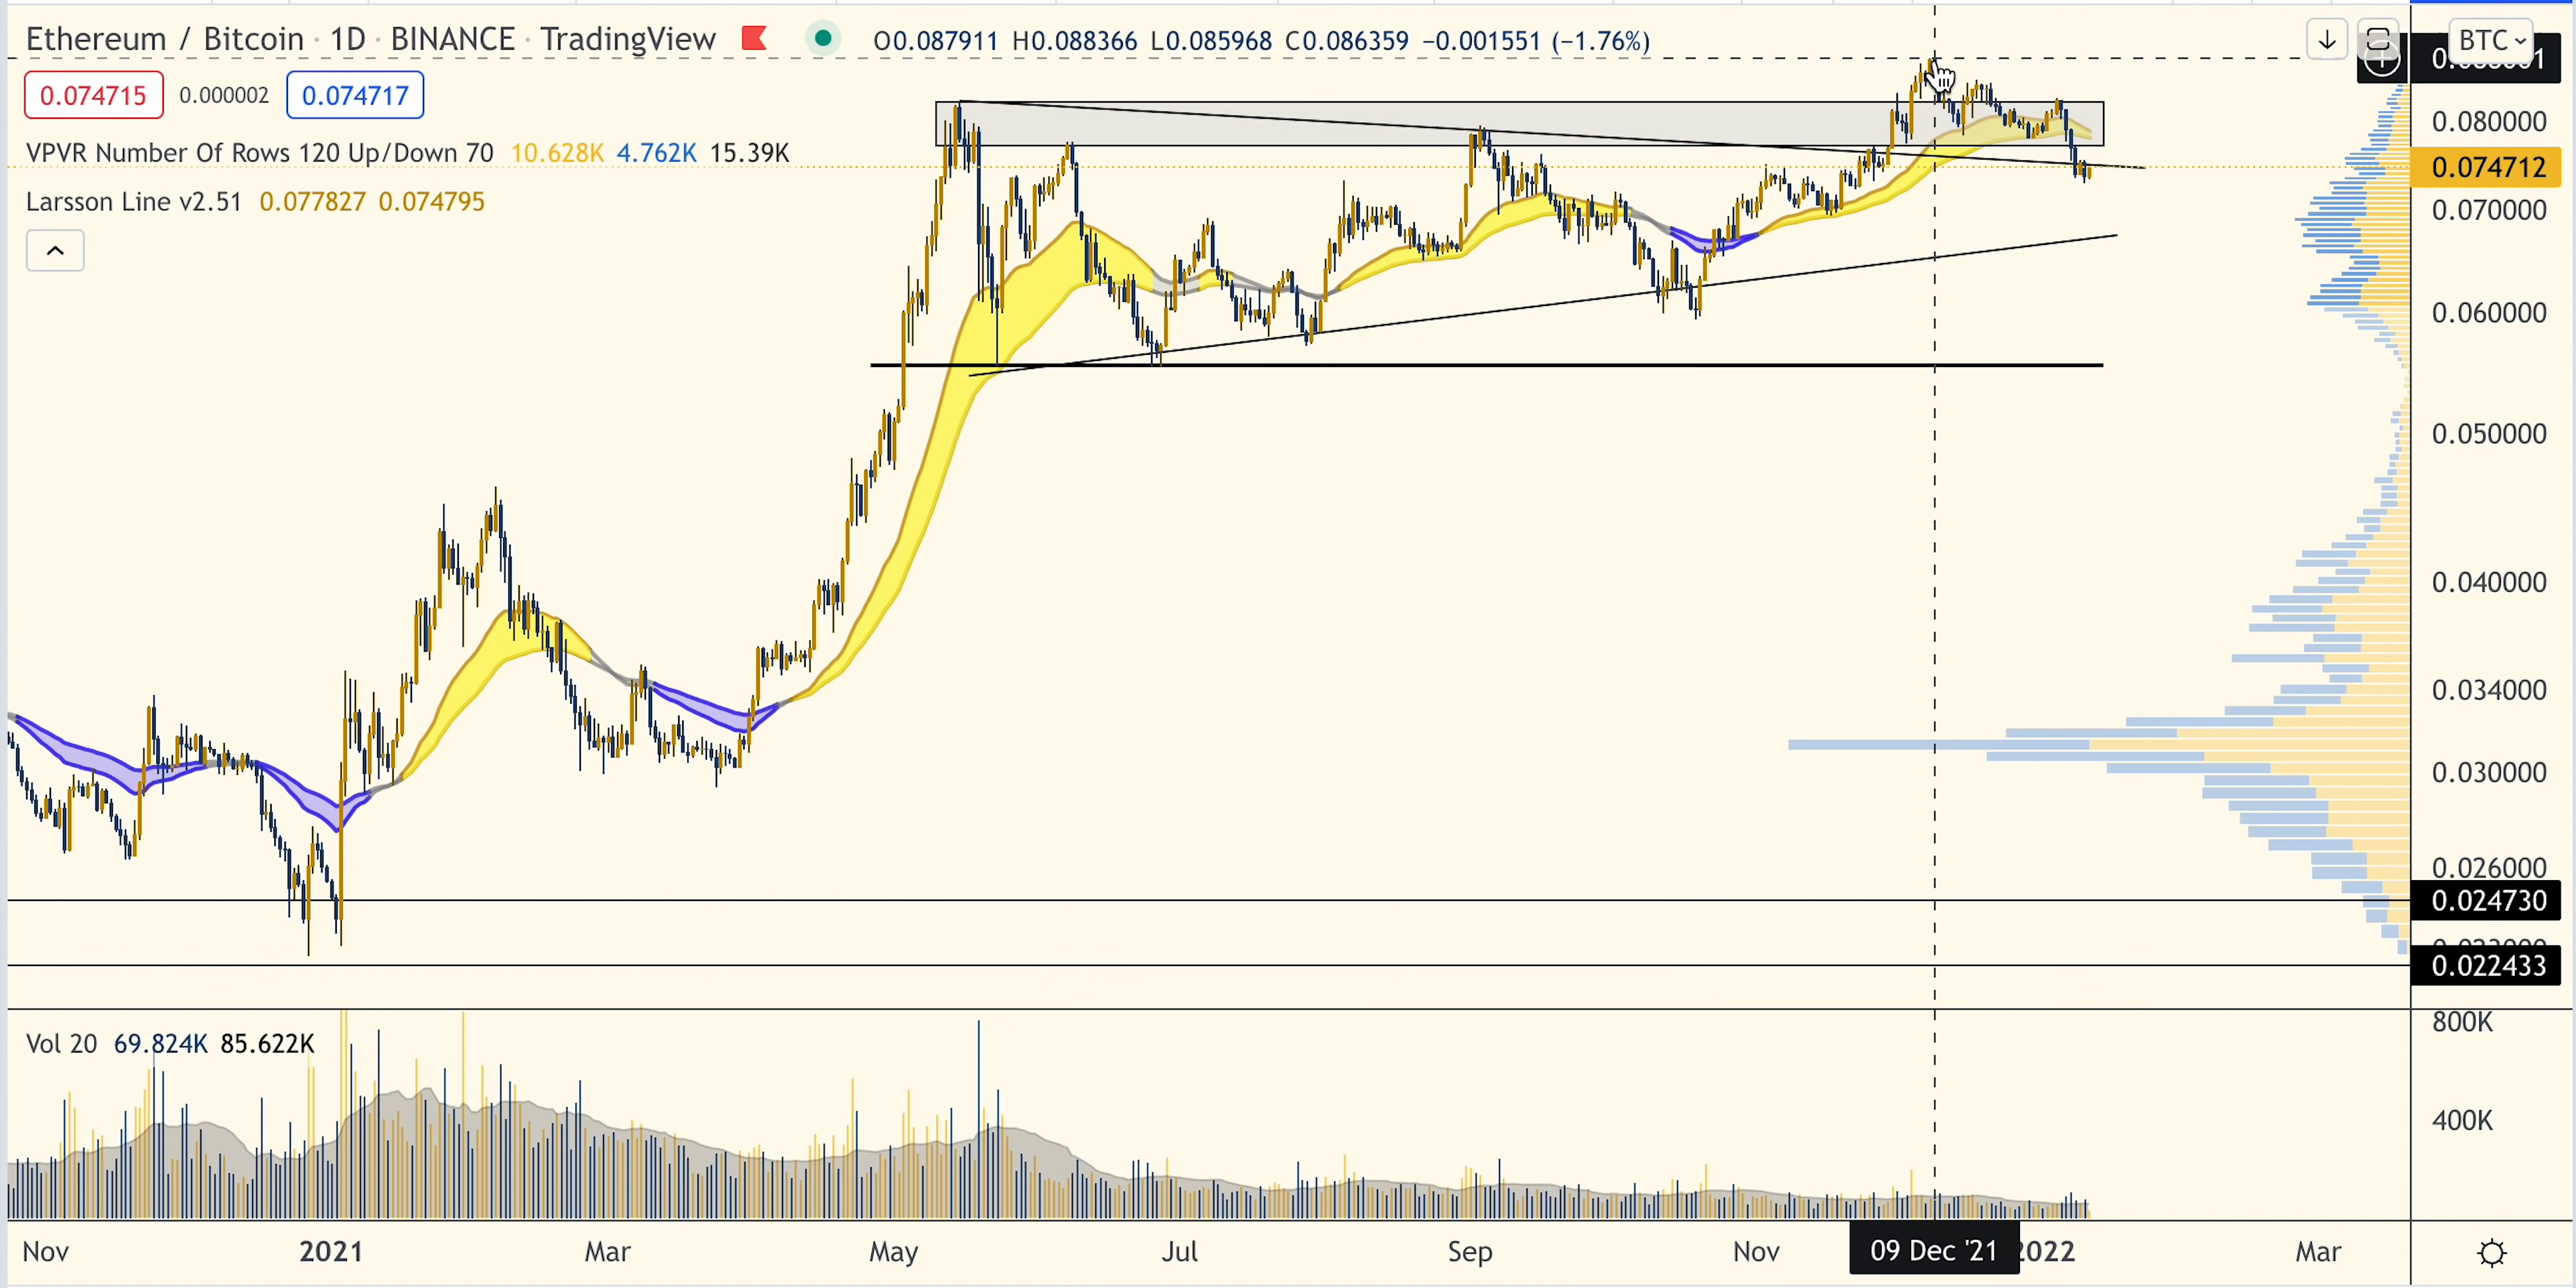 Ethereum / Bitcoin · 1D · BINANCE · TradingView O0.087911 H0.088366 L0.085968 C0.086359 −0.001551 (−1.76%)
BTC
0.074715 0.000002 0.074717
0.080000
VPVR Number Of Rows 120 Up/Down 70 10.628K 4.762K 15.39K
0.074712
Larsson Line v2.51 0.077827 0.074795
0.070000
0.060000
0.050000
0.040000
0.034000
0.030000
0.026000
0.024730
0.022433
Vol 20 69.824K 85.622K
800K
400K
Nov 2021 Mar May Jul Sep Nov 09 Dec '21 2022 Mar